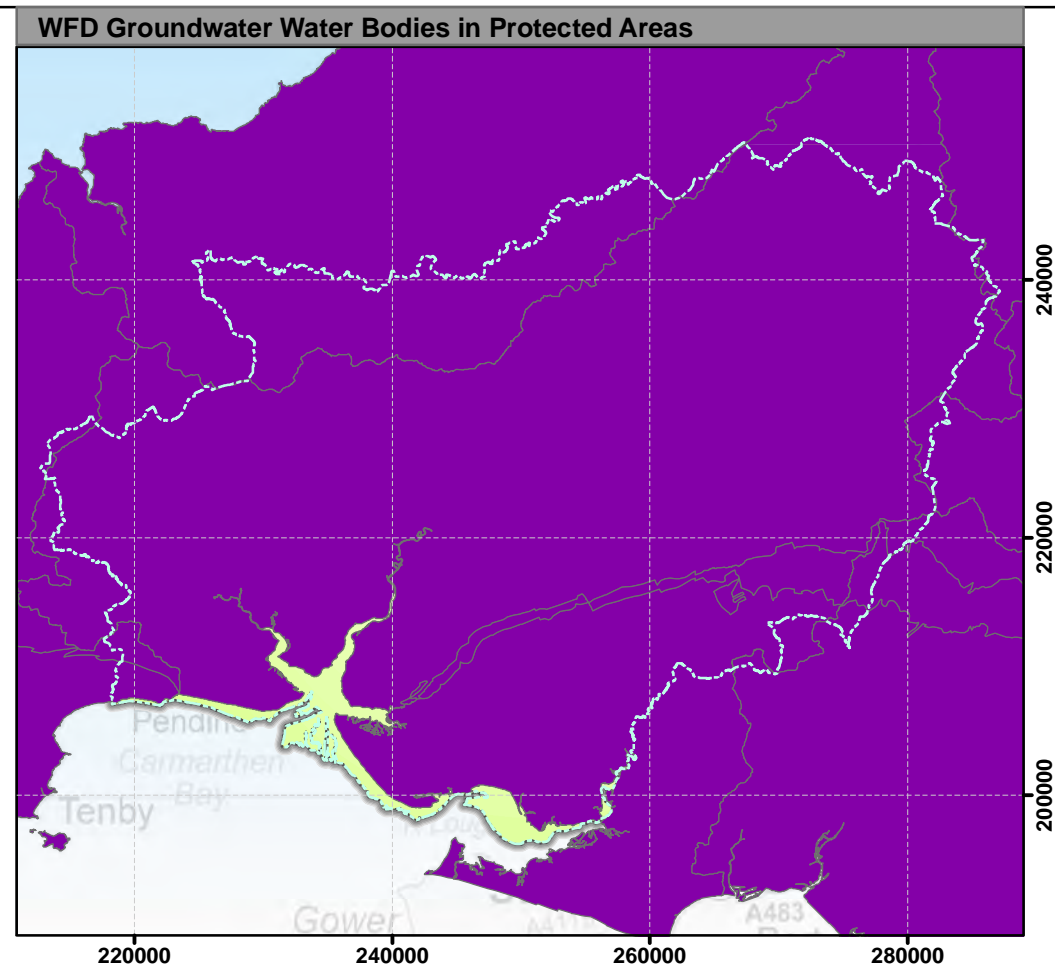 WFD Groundwater Water Bodies in Protected Areas
240000
220000
Pendine
Carmarthen
Bay
200000
Tenby
Gower
A483
220000
240000
260000
280000